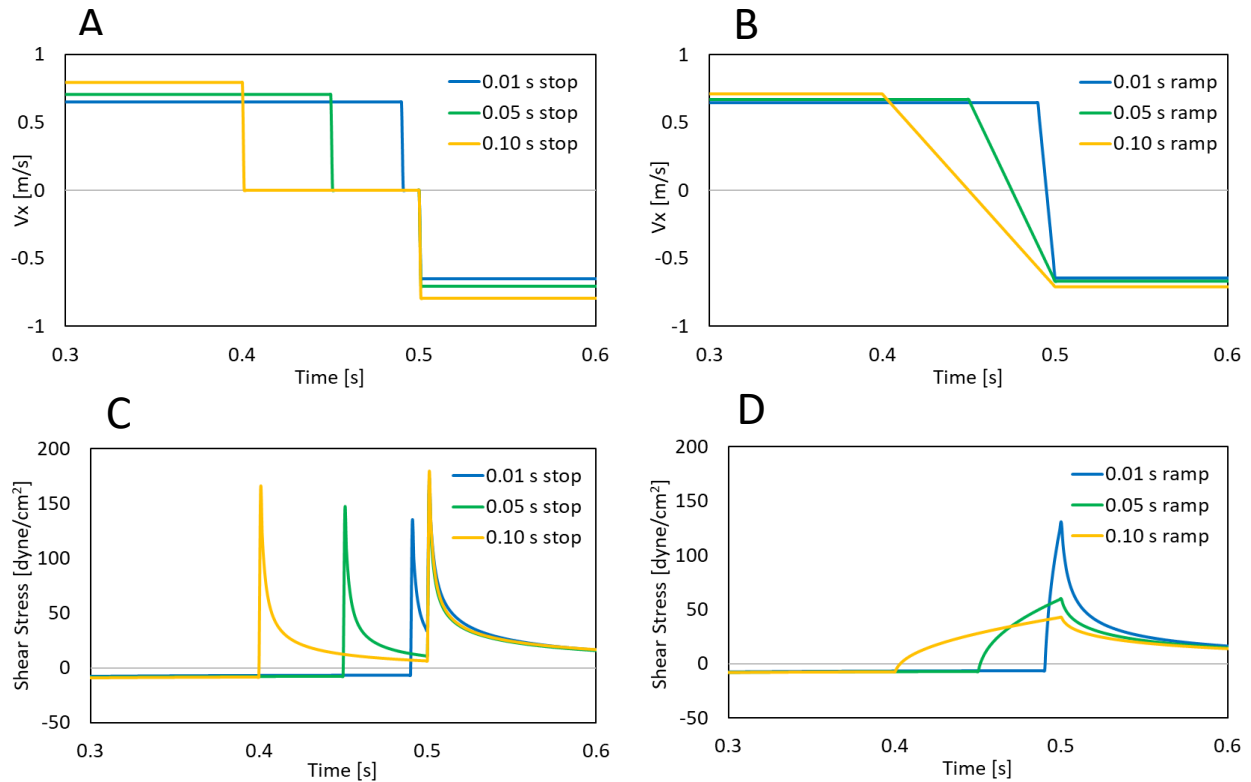 A
Vx [m/s]
1
0.5
0
-0.5
-1
0.01 s stop
0.05 s stop
0.10 s stop
0.3
0.4
0.5
0.6
Time [s]
B
Vx [m/s]
1
0.5
0
-0.5
-1
0.01 s ramp
0.05 s ramp
0.10 s ramp
0.3
0.4
0.5
0.6
Time [s]
C
Shear Stress [dyne/cm²]
200
150
100
50
0
-50
0.01 s stop
0.05 s stop
0.10 s stop
0.3
0.4
0.5
0.6
Time [s]
D
Shear Stress [dyne/cm²]
200
150
100
50
0
-50
0.01 s ramp
0.05 s ramp
0.10 s ramp
0.3
0.4
0.5
0.6
Time [s]